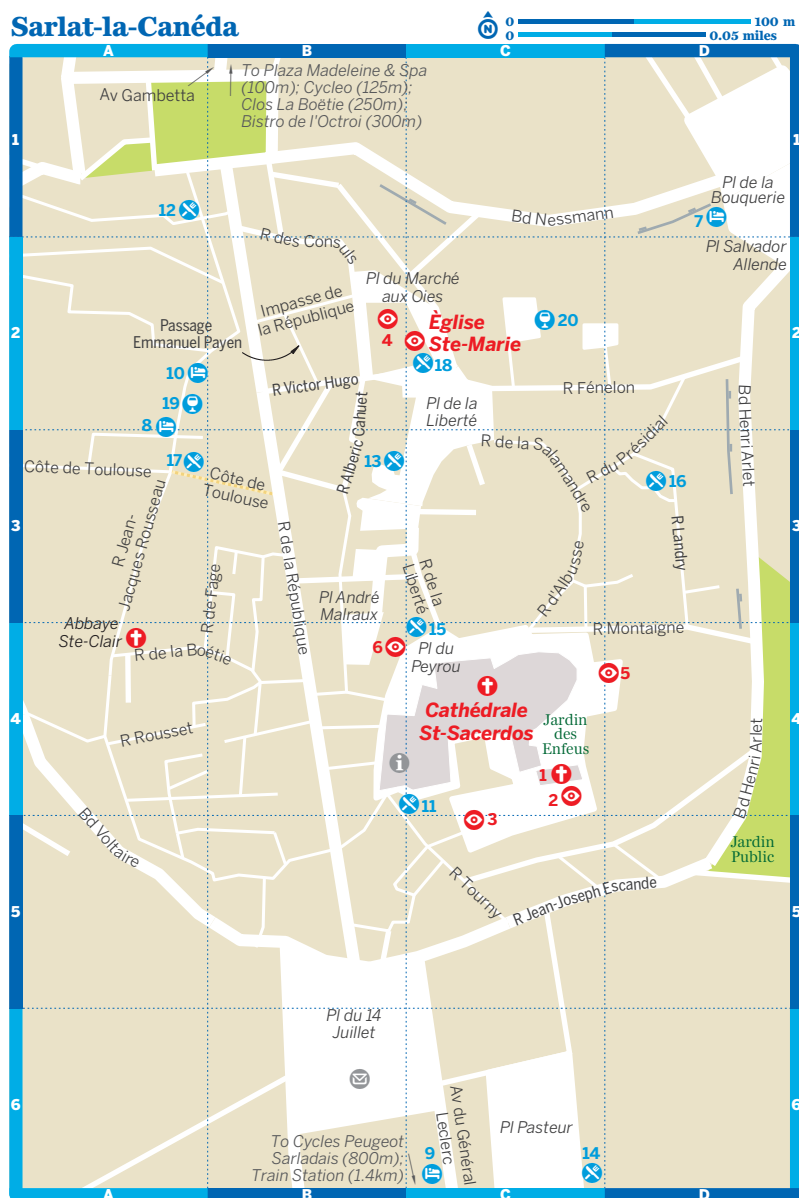 Sarlat-la-Canéda
N
0 100 m
0 0.05 miles
A B C D
1 1
Av Gambetta
To Plaza Madeleine & Spa
(100m); Cycleo (125m);
Clos La Boëtie (250m);
Bistro de l'Octroi (300m)
Pl de la
Bouquerie
12
7
Bd Nessmann
Pl Salvador
Allende
R des Consuls
Pl du Marché
aux Oies
Impasse de
la République
Passage
Emmanuel Payen
2 2
4
Èglise
Ste-Marie
20
18
10
R Victor Hugo
R Fénelon
19
Pl de la
Liberté
8
Bd Henri Arlet
R Alberic Cahuet
R de la Salamandre
R du Présidial
Côte de Toulouse
17
Côte de
Toulouse
13
16
3 3
R Jean-
Jacques Rousseau
R de Fage
R de la République
R de la
Liberté
R d'Albusse
R Landry
Pl André
Malraux
Abbaye
Ste-Clair
15
R Montaigne
R de la Boétie
6
Pl du
Peyrou
5
4 4
Cathédrale
St-Sacerdos
Jardin
des
Enfeus
R Rousset
i
1
2
Bd Henri Arlet
11
3
Bd Voltaire
Jardin
Public
R Tourny
R Jean-Joseph Escande
5 5
Pl du 14
Juillet
6 6
Av du Général
Leclerc
Pl Pasteur
To Cycles Peugeot
Sarladais (800m);
Train Station (1.4km)
9
14
A B C D